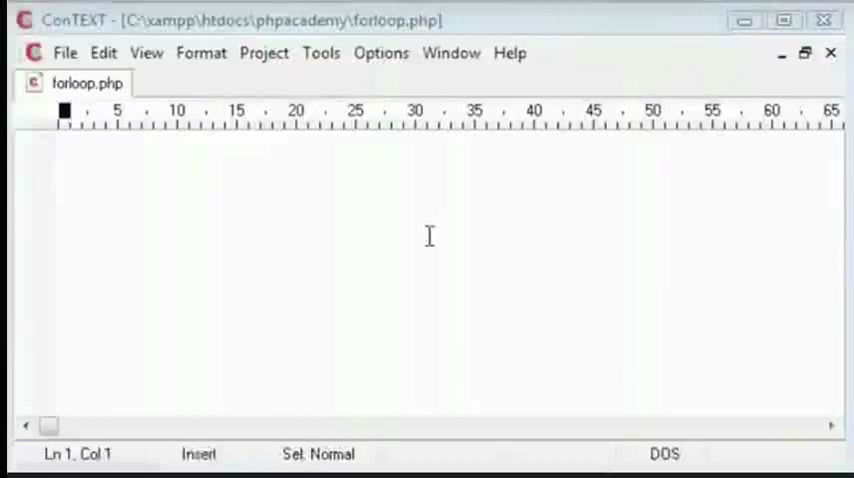 ConTEXT - [C:\xampp\htdocs\phpacademy\forloop.php]
File Edit View Format Project Tools Options Window Help
forloop.php
5 10 15 20 25 30 35 40 45 50 55 60 65
Ln 1, Col 1 Insert Sel: Normal DOS